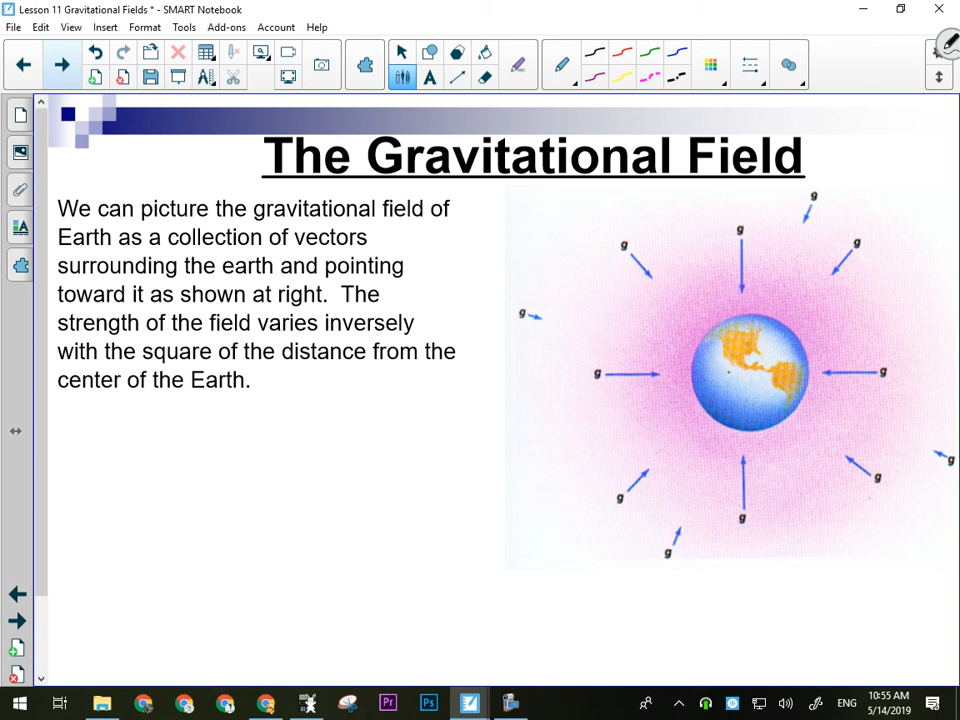 Lesson 11 Gravitational Fields * - SMART Notebook
File Edit View Insert Format Tools Add-ons Account Help
The Gravitational Field
We can picture the gravitational field of
Earth as a collection of vectors
surrounding the earth and pointing
toward it as shown at right. The
strength of the field varies inversely
with the square of the distance from the
center of the Earth.
g
g
g
g
g
g
g
g
g
g
g
g
Pr Ps ENG 10:55 AM
5/14/2019